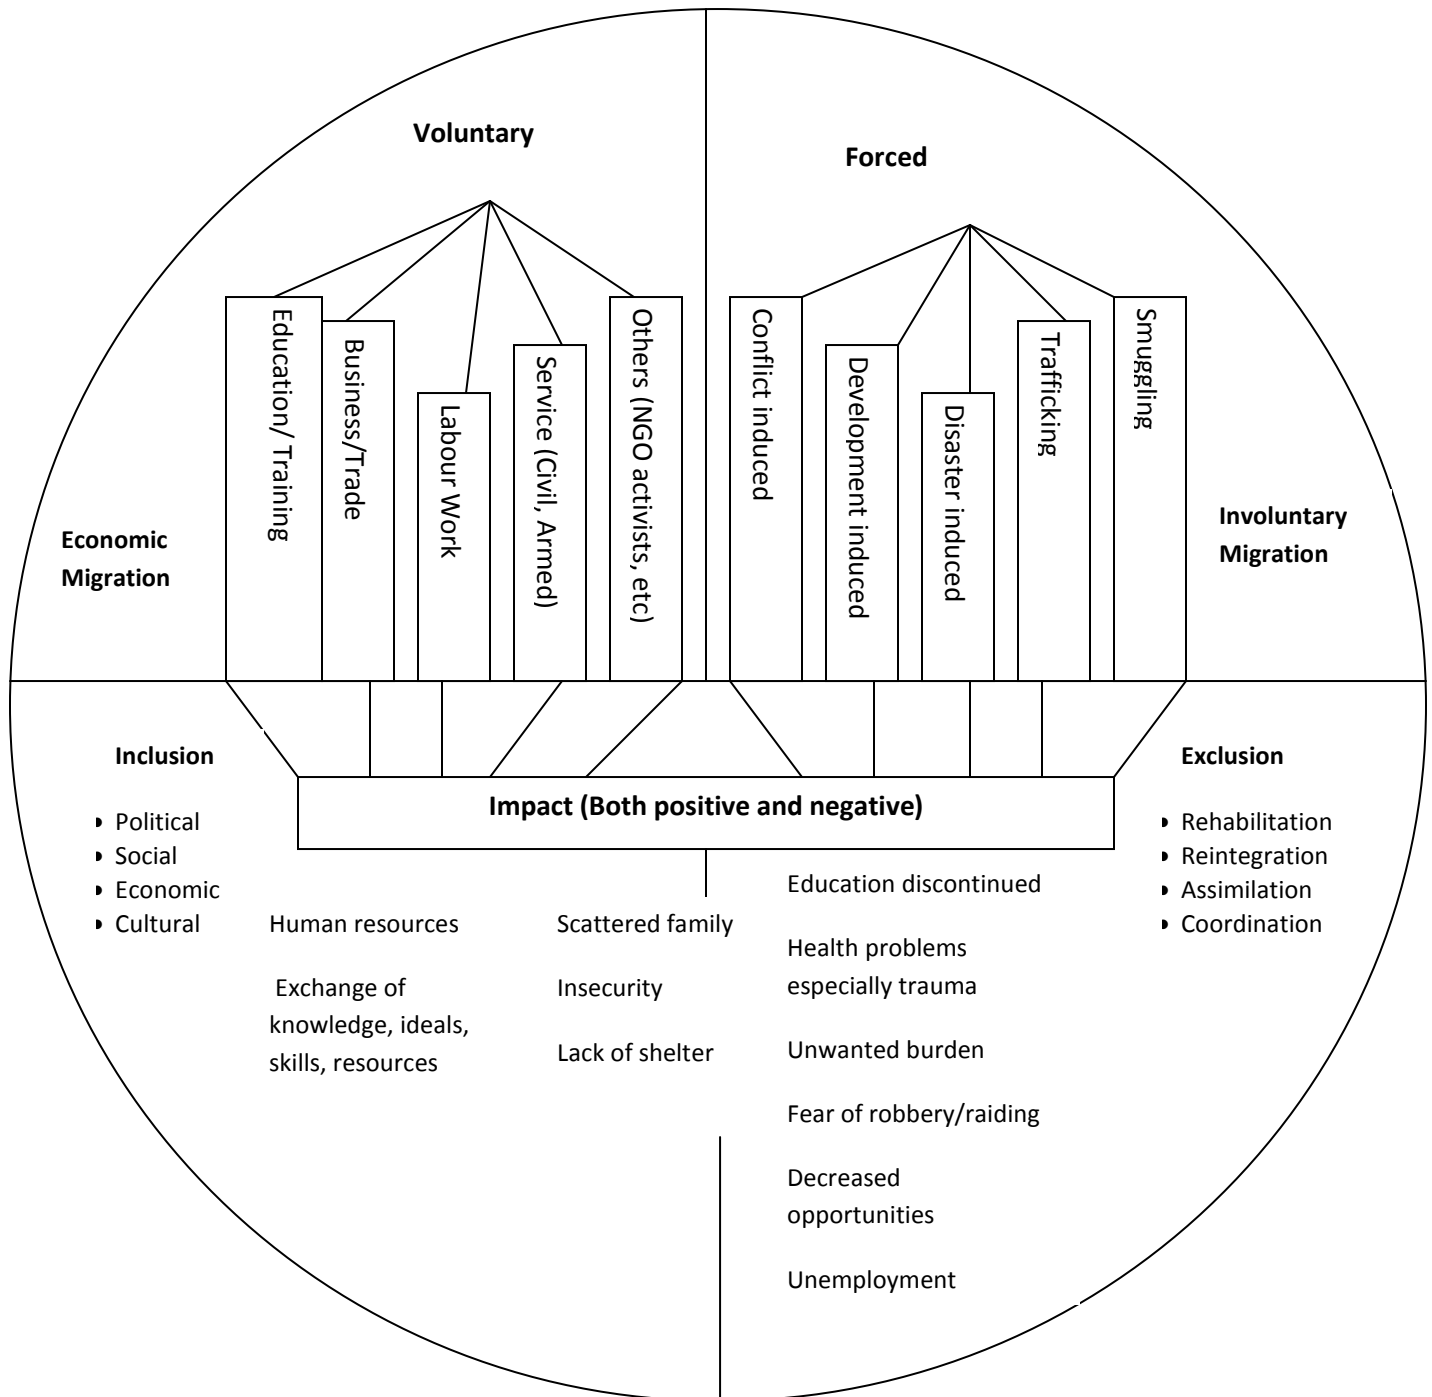 Voluntary
Forced
Education/ Training
Business/Trade
Labour Work
Service (Civil, Armed)
Others (NGO activists, etc)
Conflict induced
Development induced
Disaster induced
Trafficking
Smuggling
Economic
Migration
Involuntary
Migration
Inclusion
• Political
• Social
• Economic
• Cultural
Impact (Both positive and negative)
Exclusion
• Rehabilitation
• Reintegration
• Assimilation
• Coordination
Human resources
Exchange of
knowledge, ideals,
skills, resources
Scattered family
Insecurity
Lack of shelter
Education discontinued
Health problems
especially trauma
Unwanted burden
Fear of robbery/raiding
Decreased
opportunities
Unemployment